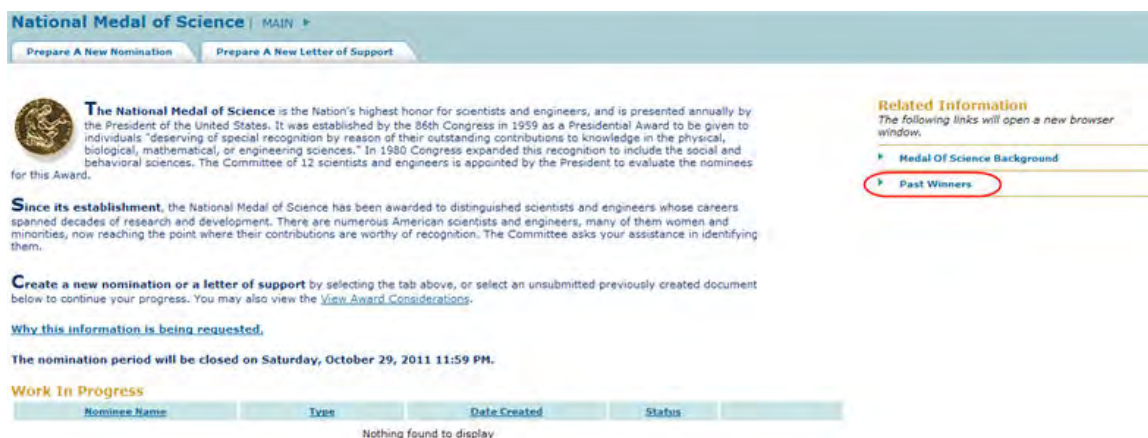 National Medal of Science | MAIN
Prepare A New Nomination Prepare A New Letter of Support
The National Medal of Science is the Nation's highest honor for scientists and engineers, and is presented annually by
the President of the United States. It was established by the 86th Congress in 1959 as a Presidential Award to be given to
individuals "deserving of special recognition by reason of their outstanding contributions to knowledge in the physical,
biological, mathematical, or engineering sciences." In 1980 Congress expanded this recognition to include the social and
behavioral sciences. The Committee of 12 scientists and engineers is appointed by the President to evaluate the nominees
for this Award.
Since its establishment, the National Medal of Science has been awarded to distinguished scientists and engineers whose careers
spanned decades of research and development. There are numerous American scientists and engineers, many of them women and
minorities, now reaching the point where their contributions are worthy of recognition. The Committee asks your assistance in identifying
them.
Create a new nomination or a letter of support by selecting the tab above, or select an unsubmitted previously created document
below to continue your progress. You may also view the View Award Considerations.
Why this information is being requested.
The nomination period will be closed on Saturday, October 29, 2011 11:59 PM.
Work In Progress
Nominee Name Type Date Created Status
Nothing found to display
Related Information
The following links will open a new browser
window.
Medal Of Science Background
Past Winners